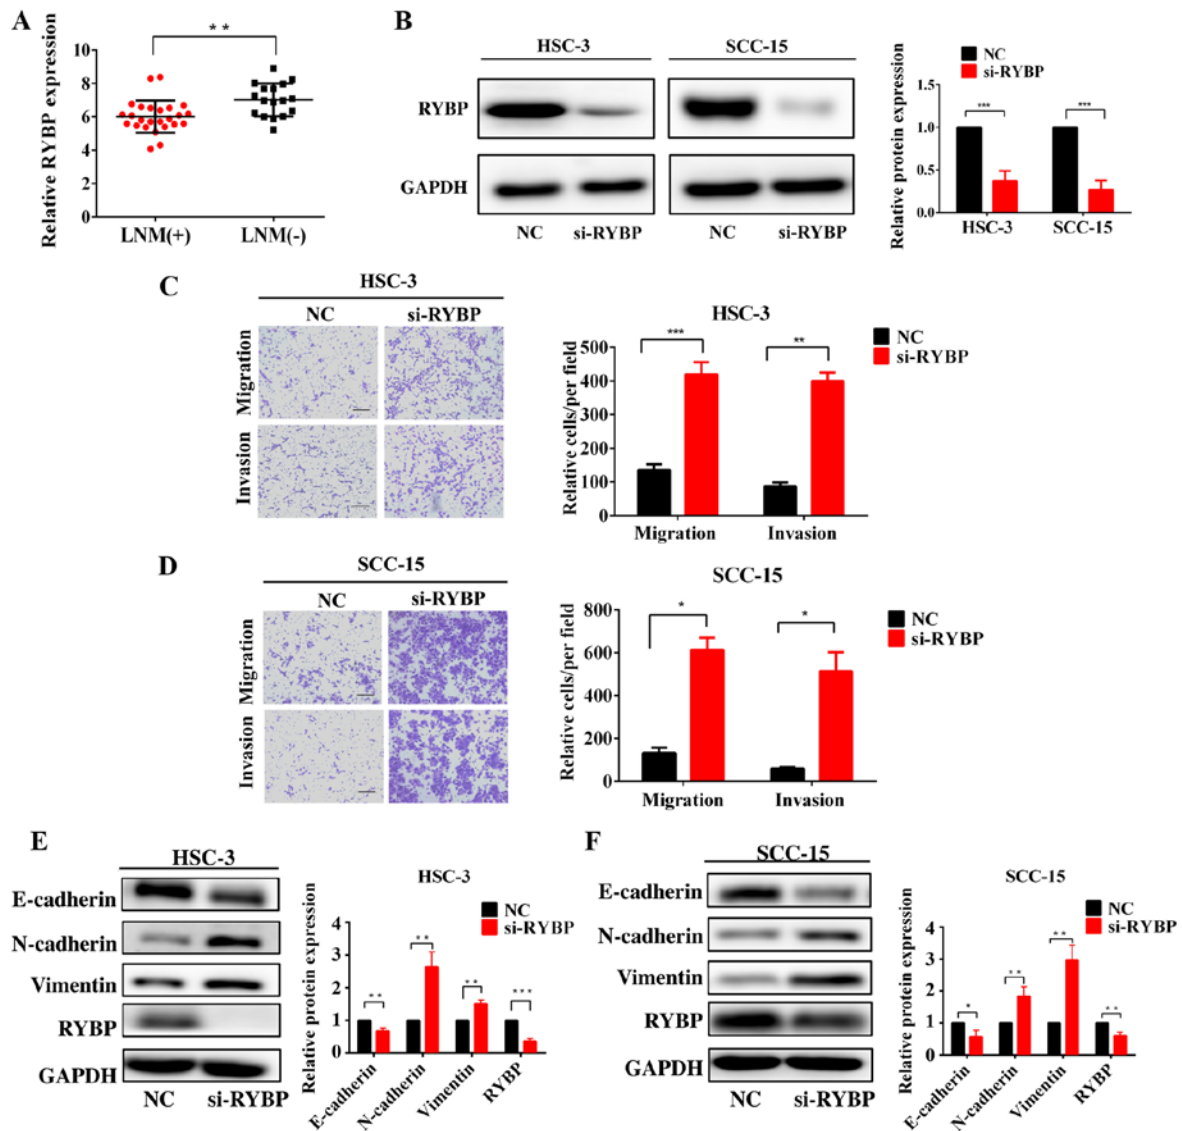 A
* *
Relative RYBP expression
10
8
6
4
2
0
LNM(+) LNM(-)
B
HSC-3 SCC-15
RYBP
GAPDH
NC si-RYBP NC si-RYBP
NC
si-RYBP
Relative protein expression
1.5
1.0
0.5
0.0
*** ***
HSC-3 SCC-15
C
HSC-3
NC si-RYBP
Migration
Invasion
HSC-3
NC
si-RYBP
Relative cells/per field
500
400
300
200
100
0
*** **
Migration Invasion
D
SCC-15
NC si-RYBP
Migration
Invasion
SCC-15
NC
si-RYBP
Relative cells/per field
800
600
400
200
0
* *
Migration Invasion
E
HSC-3
E-cadherin
N-cadherin
Vimentin
RYBP
GAPDH
NC si-RYBP
HSC-3
NC
si-RYBP
Relative protein expression
4
3
2
1
0
* * * * * * * * *
E-cadherin
N-cadherin
Vimentin
RYBP
F
SCC-15
E-cadherin
N-cadherin
Vimentin
RYBP
GAPDH
NC si-RYBP
SCC-15
NC
si-RYBP
Relative protein expression
4
3
2
1
0
* * * * * * *
E-cadherin
N-cadherin
Vimentin
RYBP